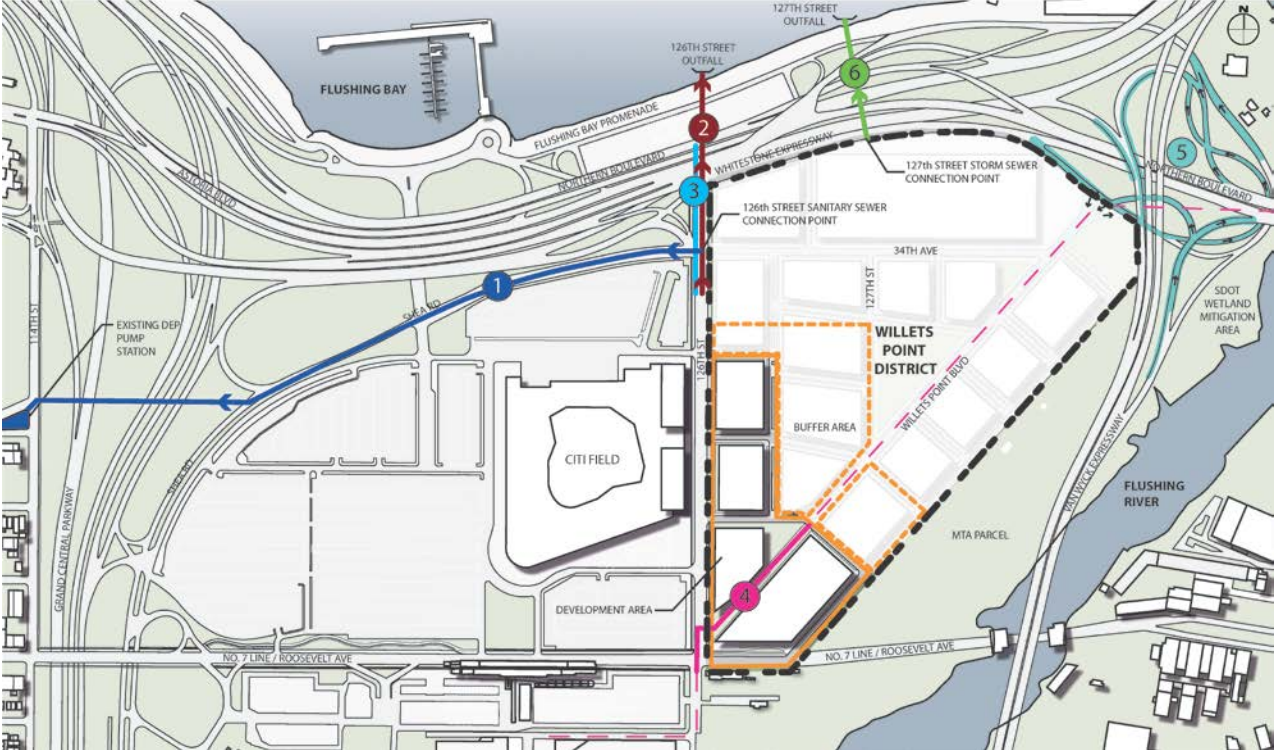 127TH STREET
OUTFALL
N
126TH STREET
OUTFALL
6
FLUSHING BAY
2
FLUSHING BAY PROMENADE
WHITESTONE EXPRESSWAY
5
NORTHERN BOULEVARD
127th STREET STORM SEWER
CONNECTION POINT
NORTHERN BOULEVARD
ASTORIA BLVD
3
126th STREET SANITARY SEWER
CONNECTION POINT
34TH AVE
1
127TH ST
SHEA RD
SDOT
WETLAND
MITIGATION
AREA
114TH ST
EXISTING DEP
PUMP
STATION
WILLETS
POINT
DISTRICT
126TH ST
WILLETS POINT BLVD
BUFFER AREA
CITI FIELD
SHEA RD
VAN WYCK EXPRESSWAY
FLUSHING
RIVER
GRAND CENTRAL PARKWAY
MTA PARCEL
4
DEVELOPMENT AREA
NO. 7 LINE / ROOSEVELT AVE
NO. 7 LINE / ROOSEVELT AVE